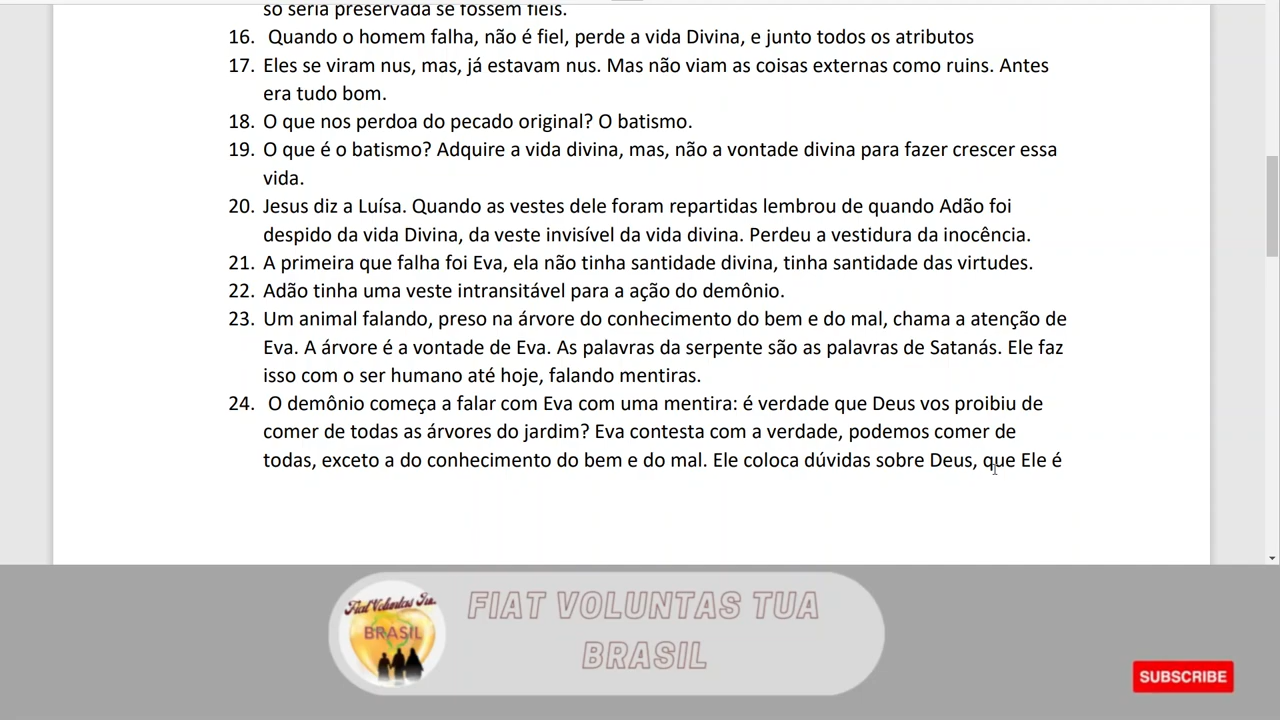 só seria preservada se fossem fiéis.
16. Quando o homem falha, não é fiel, perde a vida Divina, e junto todos os atributos
17. Eles se viram nus, mas, já estavam nus. Mas não viam as coisas externas como ruins. Antes
era tudo bom.
18. O que nos perdoa do pecado original? O batismo.
19. O que é o batismo? Adquire a vida divina, mas, não a vontade divina para fazer crescer essa
vida.
20. Jesus diz a Luísa. Quando as vestes dele foram repartidas lembrou de quando Adão foi
despido da vida Divina, da veste invisível da vida divina. Perdeu a vestidura da inocência.
21. A primeira que falha foi Eva, ela não tinha santidade divina, tinha santidade das virtudes.
22. Adão tinha uma veste intransitável para a ação do demônio.
23. Um animal falando, preso na árvore do conhecimento do bem e do mal, chama a atenção de
Eva. A árvore é a vontade de Eva. As palavras da serpente são as palavras de Satanás. Ele faz
isso com o ser humano até hoje, falando mentiras.
24. O demônio começa a falar com Eva com uma mentira: é verdade que Deus vos proibiu de
comer de todas as árvores do jardim? Eva contesta com a verdade, podemos comer de
todas, exceto a do conhecimento do bem e do mal. Ele coloca dúvidas sobre Deus, que Ele é
Fiat Voluntas Tua
BRASIL
FIAT VOLUNTAS TUA
BRASIL
SUBSCRIBE